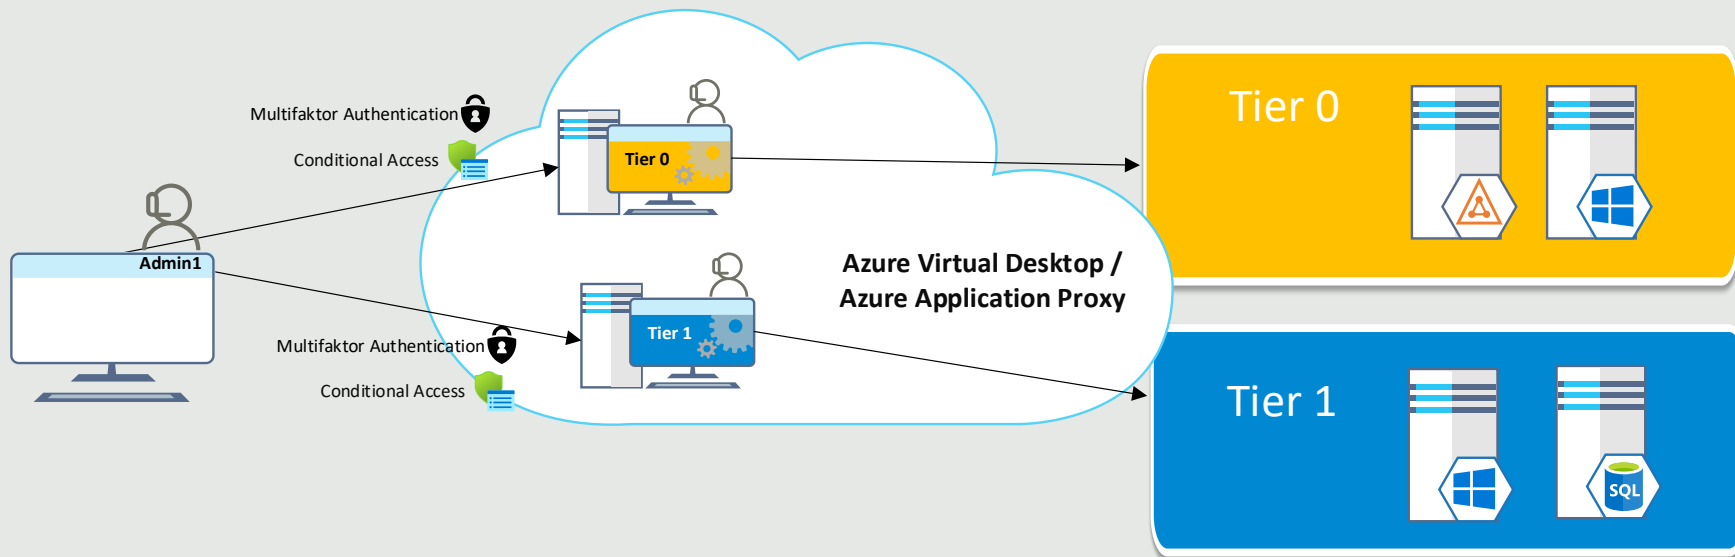 Multifaktor Authentication
Conditional Access
Tier 0
Tier 0
Admin1
Azure Virtual Desktop /
Azure Application Proxy
Multifaktor Authentication
Conditional Access
Tier 1
Tier 1
SQL